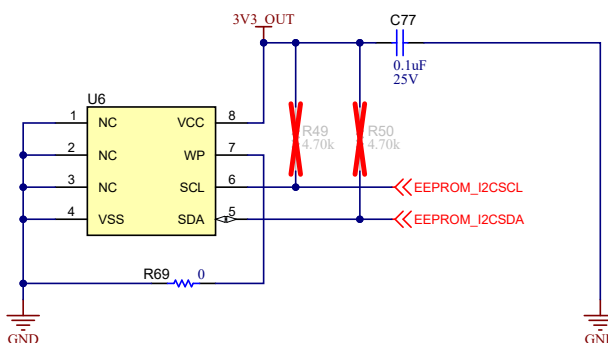 3V3_OUT
C77
0.1uF
25V
U6
1 NC VCC 8
2 NC WP 7
3 NC SCL 6
4 VSS SDA 5
R49
4.70k
R50
4.70k
EEPROM_I2CSCL
EEPROM_I2CSDA
R69 0
GND
GND